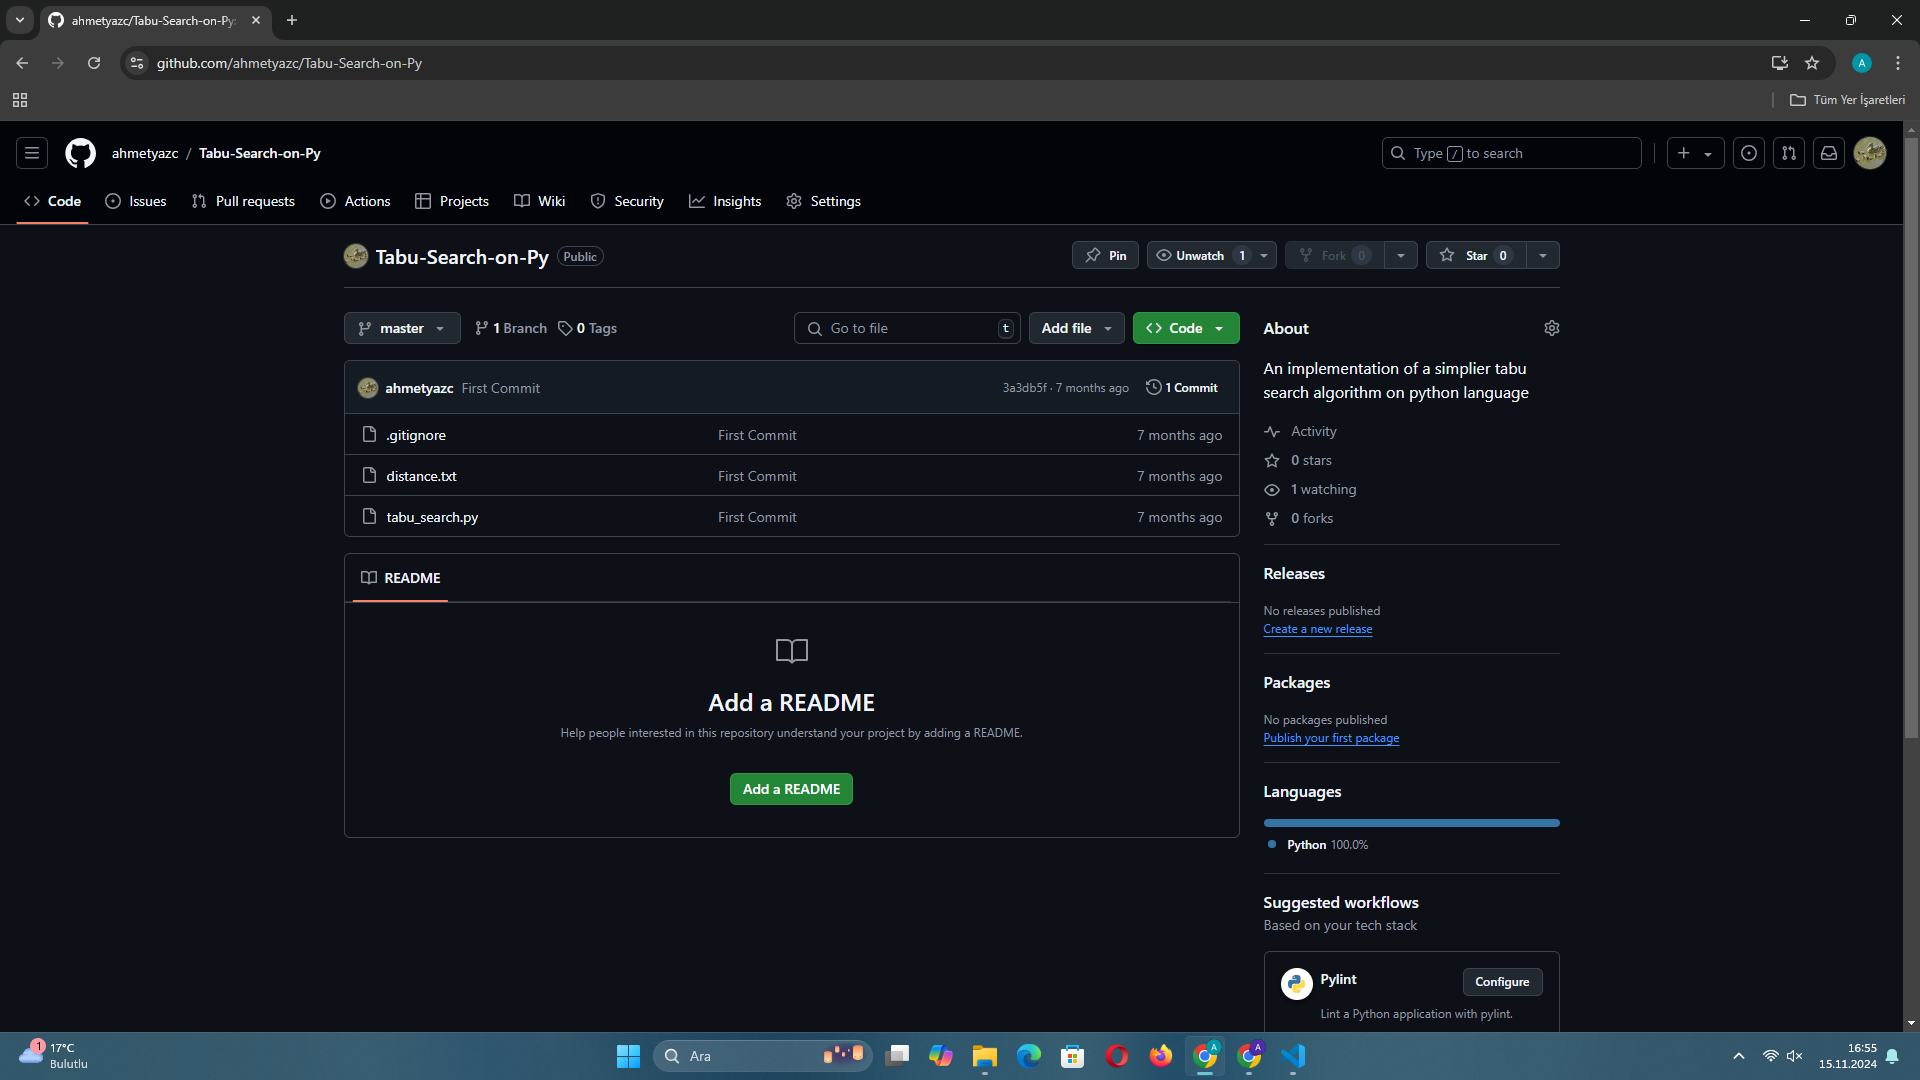 ahmetyazc/Tabu-Search-on-Py:
github.com/ahmetyazc/Tabu-Search-on-Py
A
Tüm Yer İşaretleri
ahmetyazc / Tabu-Search-on-Py
Type / to search
Code
Issues
Pull requests
Actions
Projects
Wiki
Security
Insights
Settings
Tabu-Search-on-Py
Public
Pin
Unwatch 1
Fork 0
Star 0
master
1 Branch
0 Tags
Go to file
t
Add file
Code
ahmetyazc First Commit
3a3db5f · 7 months ago
1 Commit
.gitignore
First Commit
7 months ago
distance.txt
First Commit
7 months ago
tabu_search.py
First Commit
7 months ago
README
Add a README
Help people interested in this repository understand your project by adding a README.
Add a README
About
An implementation of a simplier tabu
search algorithm on python language
Activity
0 stars
1 watching
0 forks
Releases
No releases published
Create a new release
Packages
No packages published
Publish your first package
Languages
Python 100.0%
Suggested workflows
Based on your tech stack
Pylint
Configure
Lint a Python application with pylint.
1
17°C
Bulutlu
Ara
A
A
16:55
15.11.2024